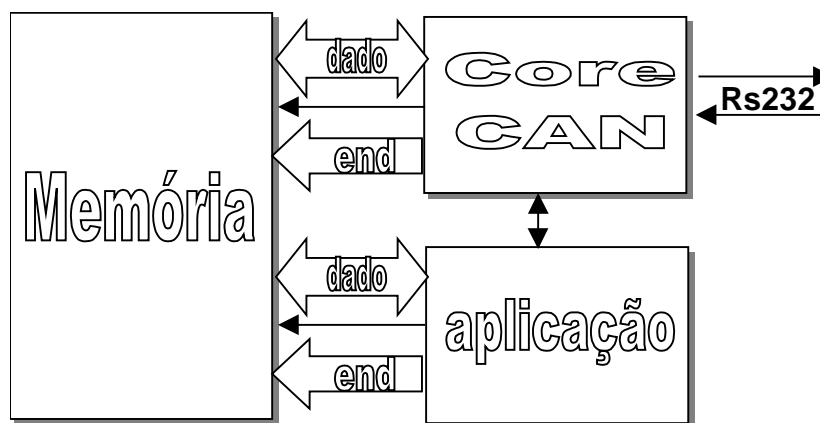 Memória
dado
end
Core
CAN
Rs232
dado
end
aplicação